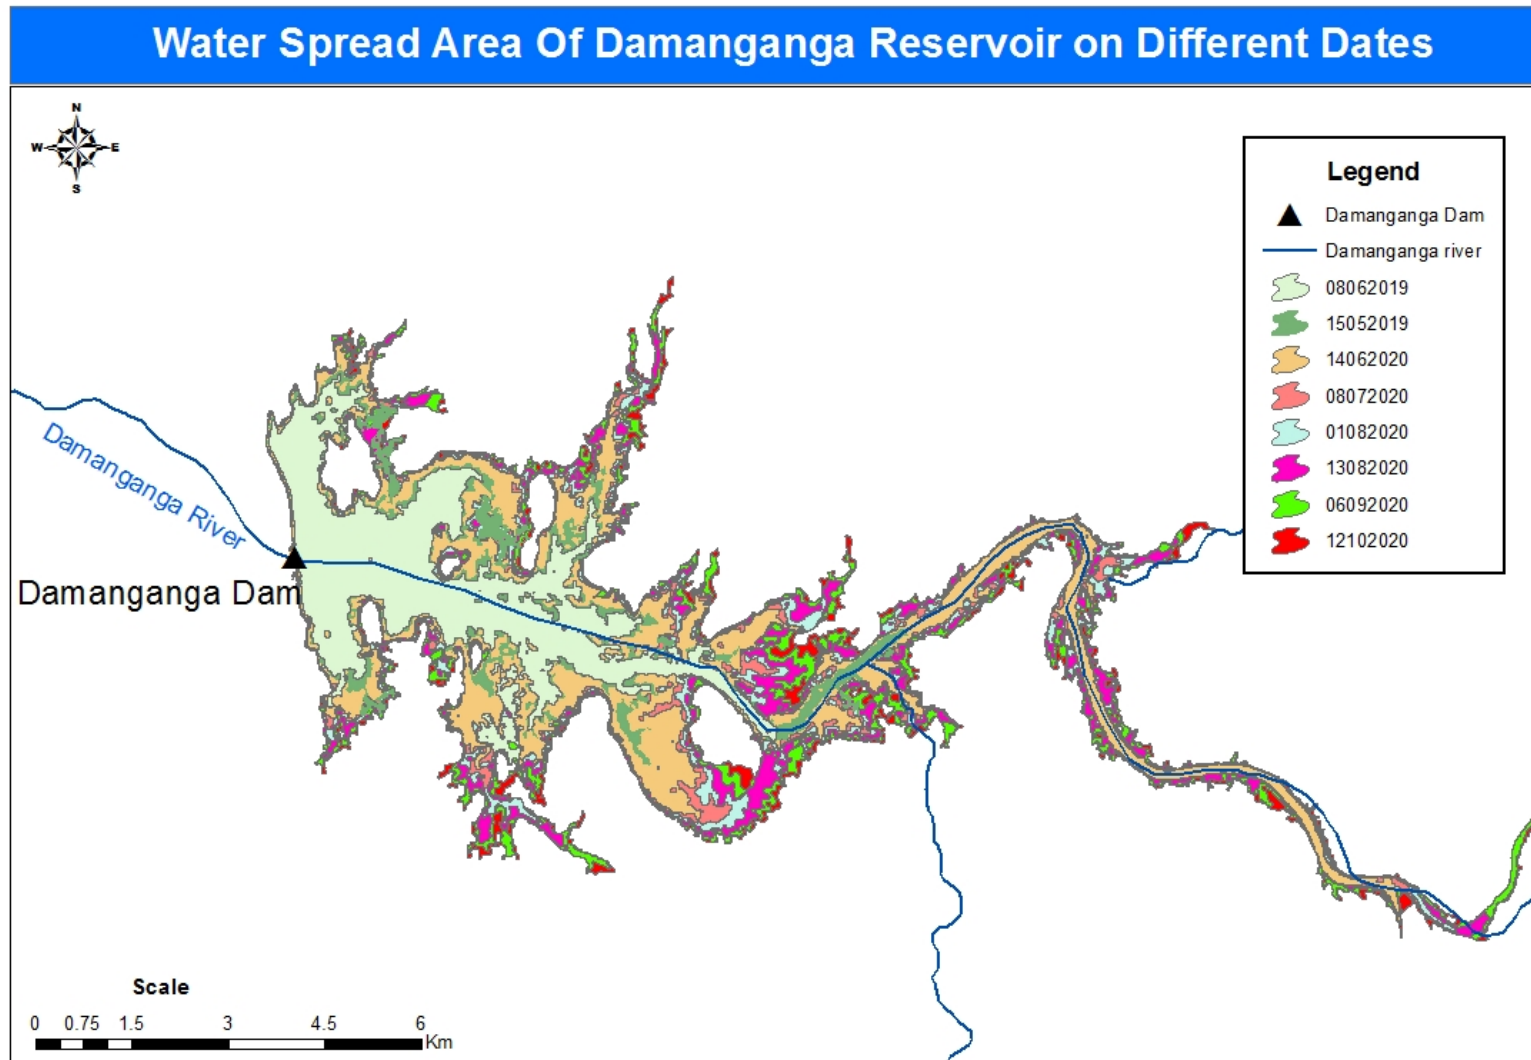 Water Spread Area Of Damanganga Reservoir on Different Dates
N
W E
S
Legend
Damanganga Dam
Damanganga river
08062019
15052019
14062020
08072020
01082020
13082020
06092020
12102020
Damanganga River
Damanganga Dam
Scale
0 0.75 1.5 3 4.5 6
Km